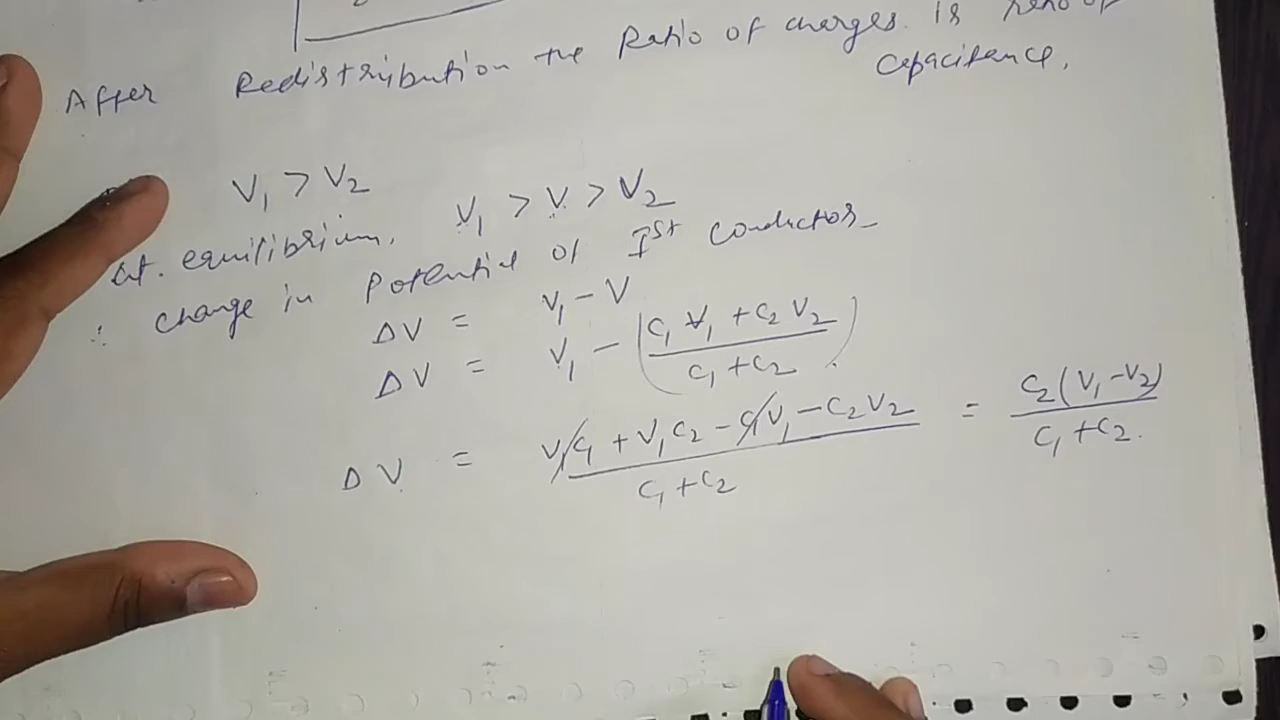 After Redistribution the Ratio of charges is
capacitance.
V₁ > V₂
At. equilibrium, V₁ > V > V₂
∴ change in Potential of Iˢᵗ conductor
ΔV = V₁ - V
ΔV = V₁ - (C₁V₁ + C₂V₂ / C₁ + C₂)
ΔV = V₁C₁ + V₁C₂ - C₁V₁ - C₂V₂ / C₁ + C₂ = C₂(V₁ - V₂) / C₁ + C₂.